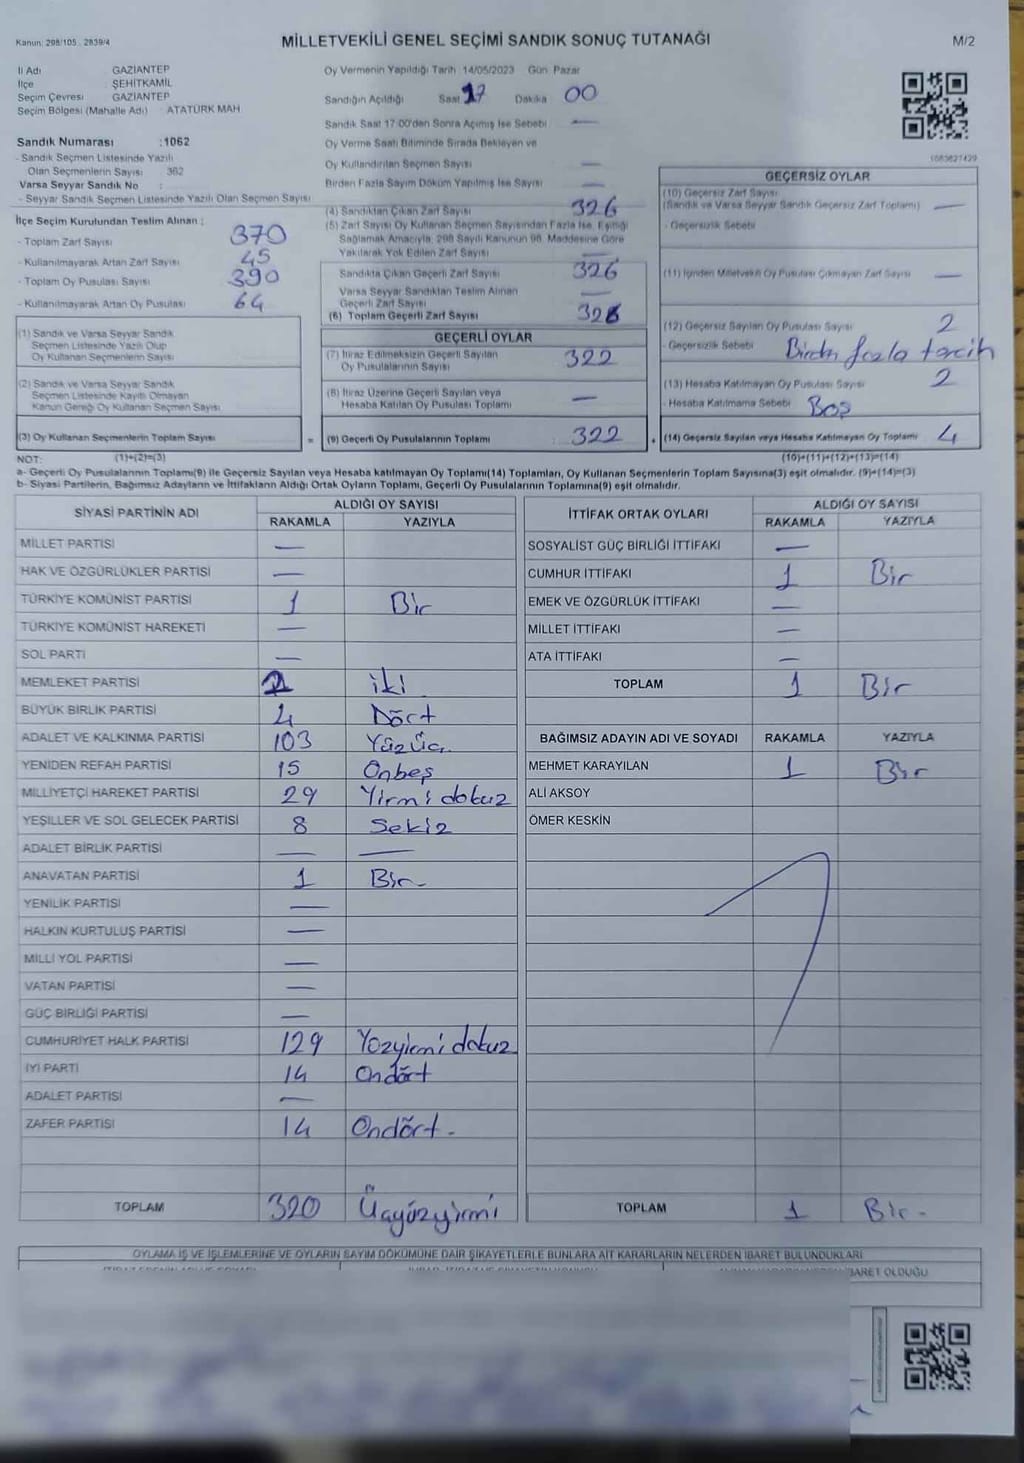 Kanun: 298/105 - 2839/4
MİLLETVEKİLİ GENEL SEÇİMİ SANDIK SONUÇ TUTANAĞI
M/2
İl Adı GAZİANTEP
İlçe ŞEHİTKAMİL
Seçim Çevresi GAZİANTEP
Seçim Bölgesi (Mahalle Adı) : ATATÜRK MAH
Sandık Numarası :1062
- Sandık Seçmen Listesinde Yazılı
Olan Seçmenlerin Sayısı 362
Varsa Seyyar Sandık No :
- Seyyar Sandık Seçmen Listesinde Yazılı Olan Seçmen Sayısı
İlçe Seçim Kurulundan Teslim Alınan :
- Toplam Zarf Sayısı 370
- Kullanılmayarak Artan Zarf Sayısı 45
- Toplam Oy Pusulası Sayısı 390
- Kullanılmayarak Artan Oy Pusulası 64
(1) Sandık ve Varsa Seyyar Sandık
Seçmen Listesinde Yazılı Olup
Oy Kullanan Seçmenlerin Sayısı
(2) Sandık ve Varsa Seyyar Sandık
Seçmen Listesinde Kayıtlı Olmayan
Kanun Gereği Oy Kullanan Seçmen Sayısı
(3) Oy Kullanan Seçmenlerin Toplam Sayısı
Oy Vermenin Yapıldığı Tarih :14/05/2023 Gün: Pazar
Sandığın Açıldığı Saat 17 Dakika 00
Sandık Saat 17:00'den Sonra Açımış İse Sebebi —
Oy Verme Saati Bitiminde Sırada Bekleyen ve
Oy Kullandırılan Seçmen Sayısı —
Birden Fazla Sayım Döküm Yapılmış İse Sayısı —
(4) Sandıktan Çıkan Zarf Sayısı 326
(5) Zarf Sayısı Oy Kullanan Seçmen Sayısından Fazla İse, Eşitliği
Sağlamak Amacıyla, 298 Sayılı Kanunun 98. Maddesine Göre
Yakılarak Yok Edilen Zarf Sayısı —
Sandıkta Çıkan Geçerli Zarf Sayısı 326
Varsa Seyyar Sandıktan Teslim Alınan
Geçerli Zarf Sayısı —
(6) Toplam Geçerli Zarf Sayısı 326
GEÇERLİ OYLAR
(7) İtiraz Edilmeksizin Geçerli Sayılan
Oy Pusulalarının Sayısı 322
(8) İtiraz Üzerine Geçerli Sayılan veya
Hesaba Katılan Oy Pusulası Toplamı —
= (9) Geçerli Oy Pusulalarının Toplamı 322
1083827429
GEÇERSİZ OYLAR
(10) Geçersiz Zarf Sayısı
(Sandık ve Varsa Seyyar Sandık Geçersiz Zarf Toplamı) —
- Geçersizlik Sebebi
(11) İçinden Milletvekili Oy Pusulası Çıkmayan Zarf Sayısı —
(12) Geçersiz Sayılan Oy Pusulası Sayısı 2
- Geçersizlik Sebebi Birden fazla tercih
(13) Hesaba Katılmayan Oy Pusulası Sayısı 2
- Hesaba Katılmama Sebebi Boş
+ (14) Geçersiz Sayılan veya Hesaba Katılmayan Oy Toplamı 4
NOT: (1)+(2)=(3) (10)+(11)+(12)+(13)=(14)
a- Geçerli Oy Pusulalarının Toplamı(9) ile Geçersiz Sayılan veya Hesaba katılmayan Oy Toplamı(14) Toplamları, Oy Kullanan Seçmenlerin Toplam Sayısına(3) eşit olmalıdır. (9)+(14)=(3)
b- Siyasi Partilerin, Bağımsız Adayların ve İttifakların Aldığı Ortak Oyların Toplamı, Geçerli Oy Pusulalarının Toplamına(9) eşit olmalıdır.
SİYASİ PARTİNİN ADI ALDIĞI OY SAYISI
RAKAMLA YAZIYLA
MİLLET PARTİSİ —
HAK VE ÖZGÜRLÜKLER PARTİSİ —
TÜRKİYE KOMÜNİST PARTİSİ 1 Bir
TÜRKİYE KOMÜNİST HAREKETİ —
SOL PARTİ —
MEMLEKET PARTİSİ 2 iki
BÜYÜK BİRLİK PARTİSİ 4 Dört
ADALET VE KALKINMA PARTİSİ 103 Yüzüç
YENİDEN REFAH PARTİSİ 15 Onbeş
MİLLİYETÇİ HAREKET PARTİSİ 29 Yirmi dokuz
YEŞİLLER VE SOL GELECEK PARTİSİ 8 Sekiz
ADALET BİRLİK PARTİSİ — —
ANAVATAN PARTİSİ 1 Bir-
YENİLİK PARTİSİ —
HALKIN KURTULUŞ PARTİSİ —
MİLLİ YOL PARTİSİ —
VATAN PARTİSİ —
GÜÇ BİRLİĞİ PARTİSİ —
CUMHURİYET HALK PARTİSİ 129 Yüzyirmi dokuz
İYİ PARTİ 14 Ondört
ADALET PARTİSİ —
ZAFER PARTİSİ 14 Ondört -
TOPLAM 320 Üçyüzyirmi
İTTİFAK ORTAK OYLARI ALDIĞI OY SAYISI
RAKAMLA YAZIYLA
SOSYALİST GÜÇ BİRLİĞİ İTTİFAKI —
CUMHUR İTTİFAKI 1 Bir
EMEK VE ÖZGÜRLÜK İTTİFAKI —
MİLLET İTTİFAKI —
ATA İTTİFAKI —
TOPLAM 1 Bir
BAĞIMSIZ ADAYIN ADI VE SOYADI RAKAMLA YAZIYLA
MEHMET KARAYILAN 1 Bir
ALİ AKSOY
ÖMER KESKİN
TOPLAM 1 Bir -
OYLAMA İŞ VE İŞLEMLERİNE VE OYLARIN SAYIM DÖKÜMÜNE DAİR ŞİKAYETLERLE BUNLARA AİT KARARLARIN NELERDEN İBARET BULUNDUKLARI
İBARET OLDUĞU